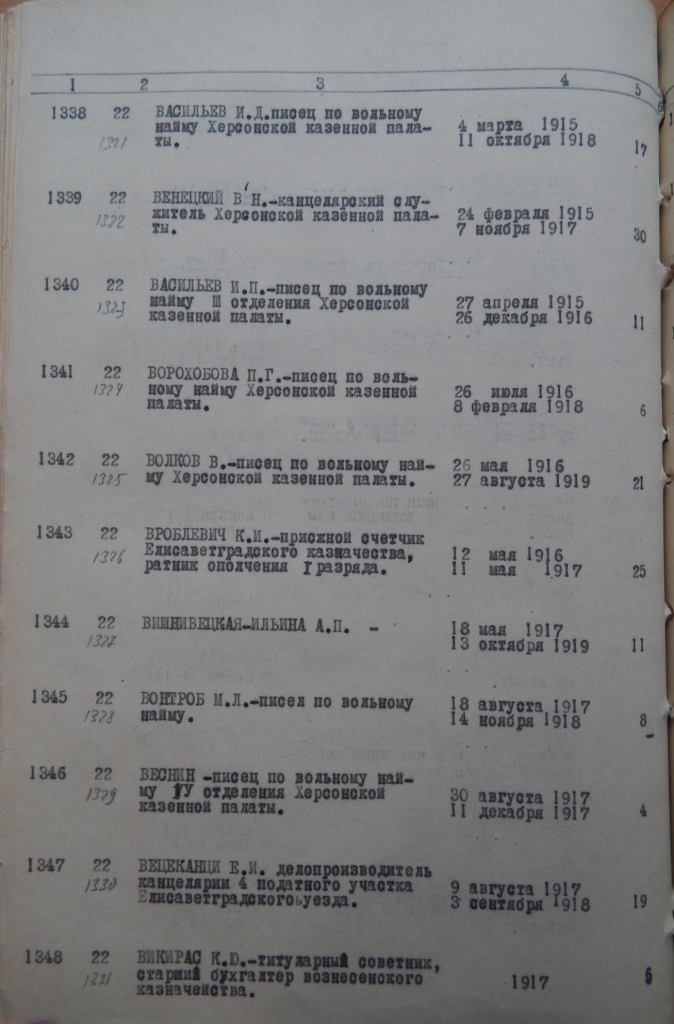 1 2 3 4 5
1338 22 ВАСИЛЬЕВ И.Д.писец по вольному
найму Херсонской казенной пала- 4 марта 1915
1321 ты. 11 октября 1918 17
1339 22 ВЕНЕЦКИЙ В Н.-канцелярский слу-
1322 житель Херсонской казенной пала- 24 февраля 1915
ты. 7 ноября 1917 30
1340 22 ВАСИЛЬЕВ И.П.-писец по вольному
1323 найму Ш отделения Херсонской 27 апреля 1915
казенной палаты. 26 декабря 1916 11
1341 22 ВОРОХОБОВА П.Г.-писец по воль-
1324 ному найму Херсонской казенной 26 июля 1916
палаты. 8 февраля 1918 6
1342 22 ВОЛКОВ В.-писец по вольному най- 26 мая 1916
1325 му Херсонской казенной палаты. 27 августа 1919 21
1343 22 ВРОБЛЕВИЧ К.И.-присяжной счетчик
1326 Елисаветградского казначества, 12 мая 1916
ратник ополчения I разряда. 11 мая 1917 25
1344 22 ВИШНИВЕЦКАЯ-ИЛЬИНА А.П. - 18 мая 1917
1327 13 октября 1919 11
1345 22 ВОНТРОБ М.Л.-писел по вольному 18 августа 1917
1328 найму. 14 ноября 1918 8
1346 22 ВЕСНИН -писец по вольному най-
1329 му IУ отделения Херсонской 30 августа 1917
казенной палаты. 11 декабря 1917 4
1347 22 ВЕЦЕКАНЦИ Е.И. делопроизводитель
1330 канцелярии 4 податного участка 9 августа 1917
Елисаветградского уезда. 3 сентября 1918 19
1348 22 ВИКИРАС К.Ю.-титулярный советник,
1331 старший бухгалтер вознесенского 1917
казначейства.